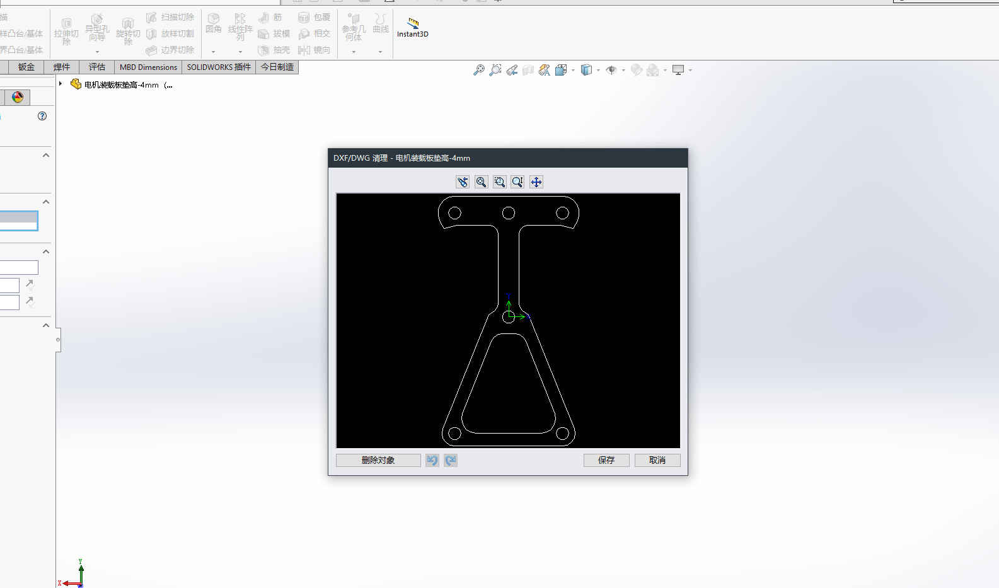 描
样凸台/基体
界凸台/基体
拉伸切
除
异型孔
向导
旋转切
除
扫描切除
放样切割
边界切除
圆角
线性阵
列
筋
拔模
抽壳
包覆
相交
镜向
参考几
何体
曲线
Instant3D
钣金
焊件
评估
MBD Dimensions
SOLIDWORKS 插件
今日制造
电机装载板垫高-4mm (...
DXF/DWG 清理 - 电机装载板垫高-4mm
删除对象
保存
取消
Y
X